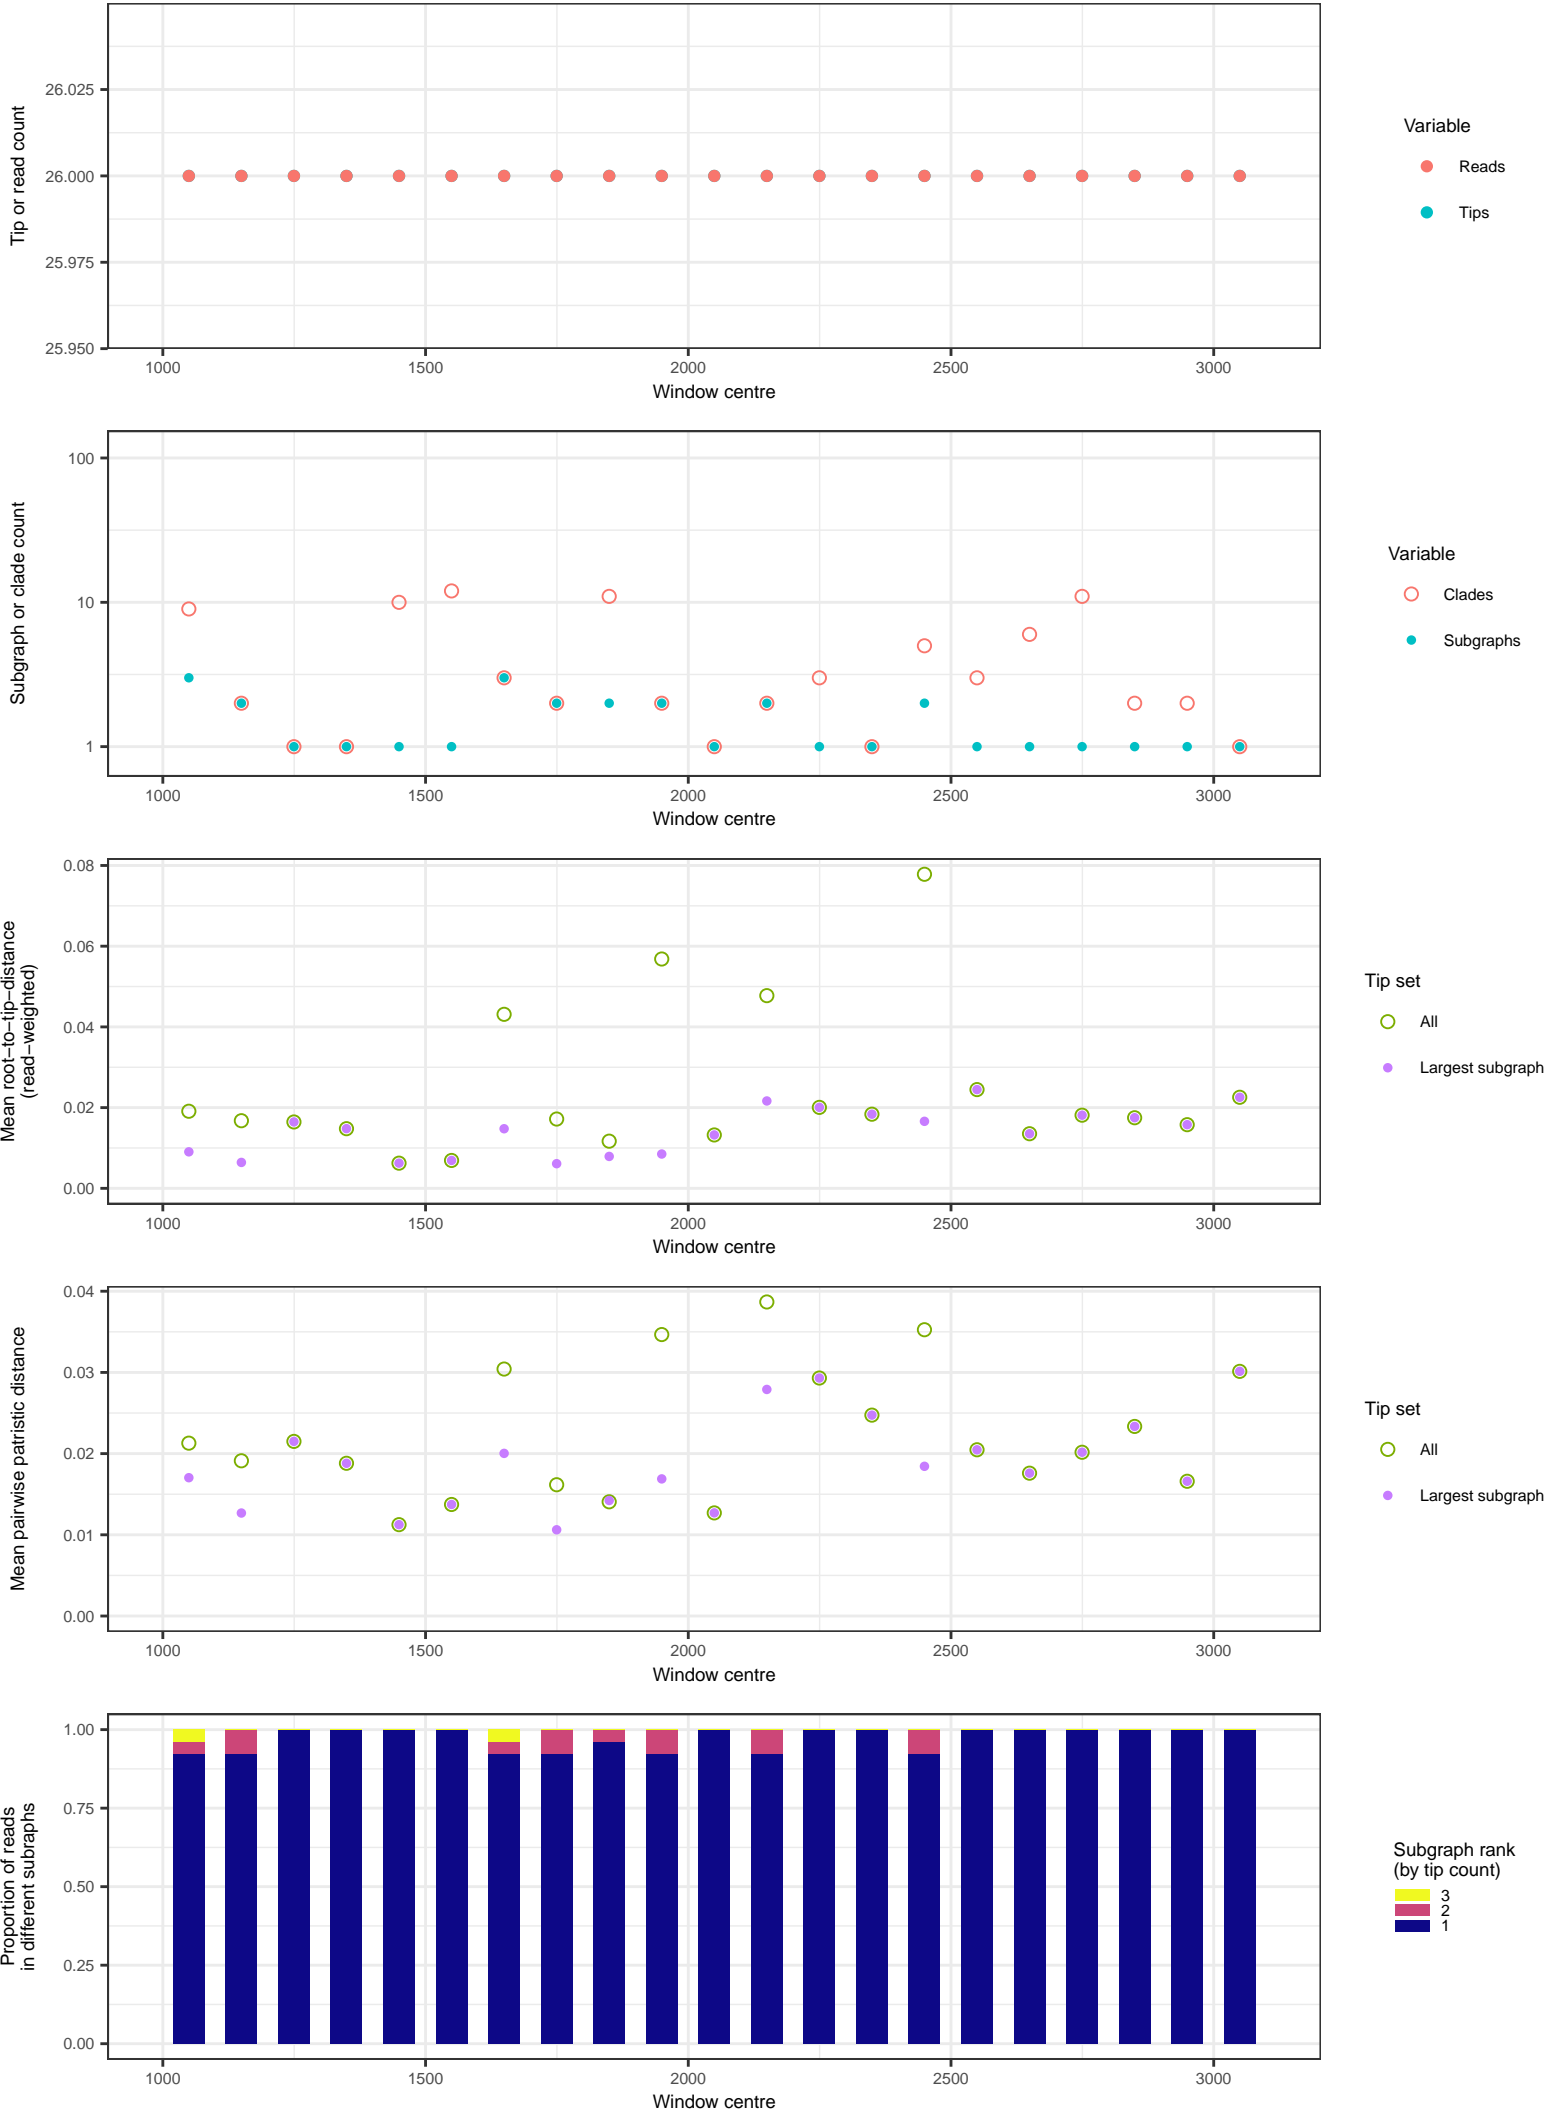 Tip or read count
26.025
26.000
25.975
25.950
1000 1500 2000 2500 3000
Window centre
Variable
Reads
Tips
Subgraph or clade count
100
10
1
1000 1500 2000 2500 3000
Window centre
Variable
Clades
Subgraphs
Mean root−to−tip−distance
(read−weighted)
0.08
0.06
0.04
0.02
0.00
1000 1500 2000 2500 3000
Window centre
Tip set
All
Largest subgraph
Mean pairwise patristic distance
0.04
0.03
0.02
0.01
0.00
1000 1500 2000 2500 3000
Window centre
Tip set
All
Largest subgraph
Proportion of reads
in different subraphs
1.00
0.75
0.50
0.25
0.00
1000 1500 2000 2500 3000
Window centre
Subgraph rank
(by tip count)
3
2
1